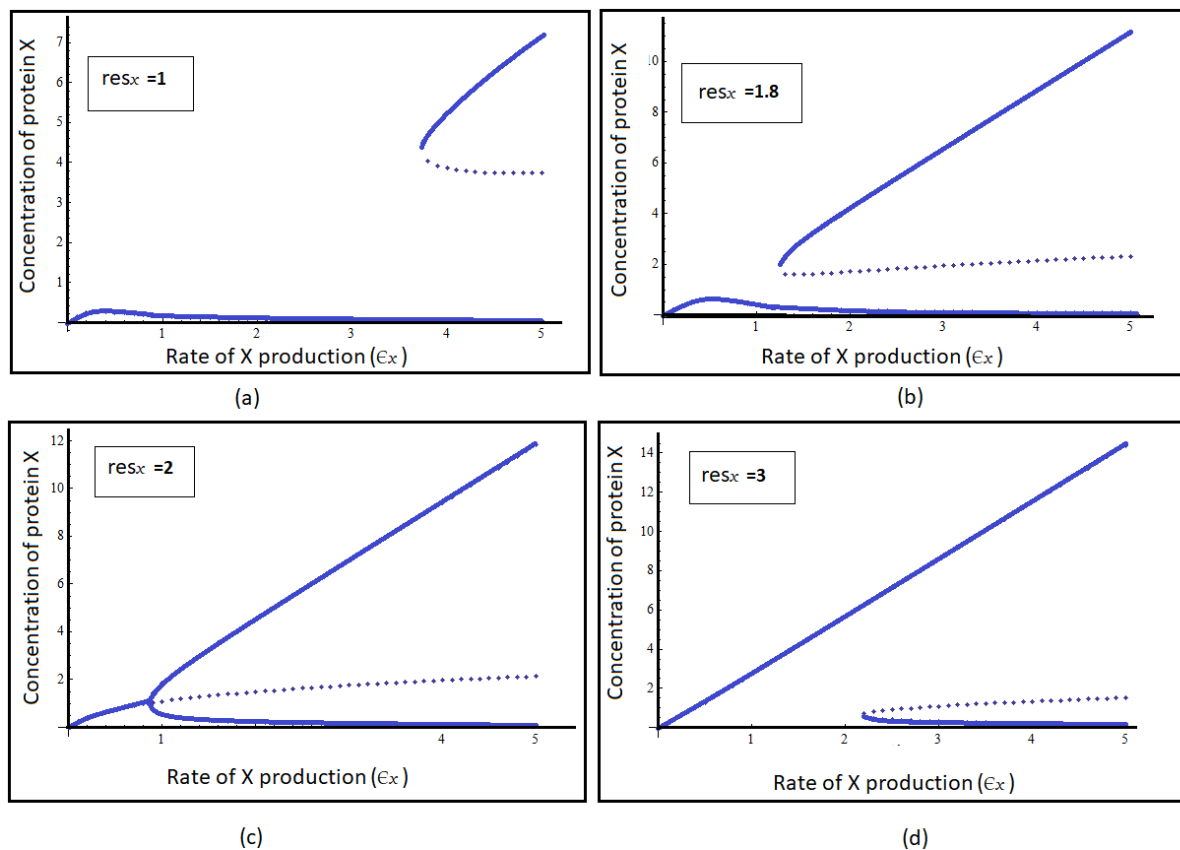 Concentration of protein X
7
6
5
4
3
2
1
res𝑥 =1
1
2
3
4
5
Rate of X production (ϵ𝑥)
(a)
Concentration of protein X
10
8
6
4
2
res𝑥 =1.8
1
2
3
4
5
Rate of X production (ϵ𝑥)
(b)
Concentration of protein X
12
10
8
6
4
2
res𝑥 =2
1
4
5
Rate of X production (ϵ𝑥)
(c)
Concentration of protein X
14
12
10
8
6
4
2
res𝑥 =3
1
2
3
4
5
Rate of X production (ϵ𝑥)
(d)